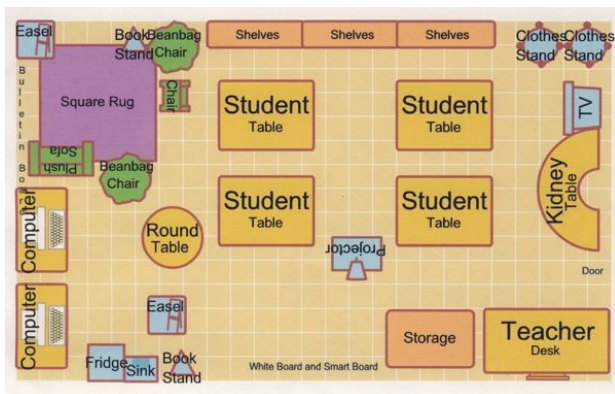 Easel
Book
Stand
Beanbag
Chair
Shelves
Shelves
Shelves
Clothes
Stand
Clothes
Stand
Bulletin Board
Square Rug
Chair
Student
Table
Student
Table
TV
Plush
Sofa
Beanbag
Chair
Computer
Round
Table
Student
Table
Student
Table
Kidney
Table
Projector
Door
Computer
Easel
Storage
Teacher
Desk
Fridge
Sink
Book
Stand
White Board and Smart Board